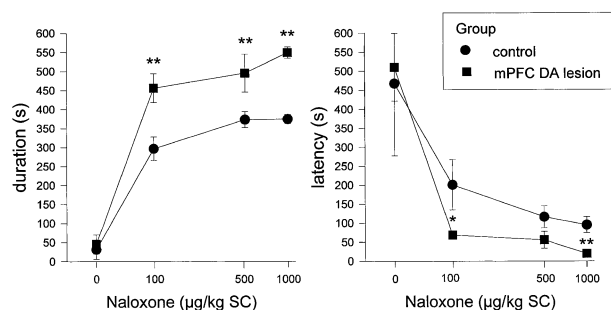 Group
control
mPFC DA lesion
600
550
500
450
400
350
300
250
200
150
100
50
0
duration (s)
** ** **
0 100 500 1000
Naloxone (µg/kg SC)
600
550
500
450
400
350
300
250
200
150
100
50
0
latency (s)
*
**
0 100 500 1000
Naloxone (µg/kg SC)